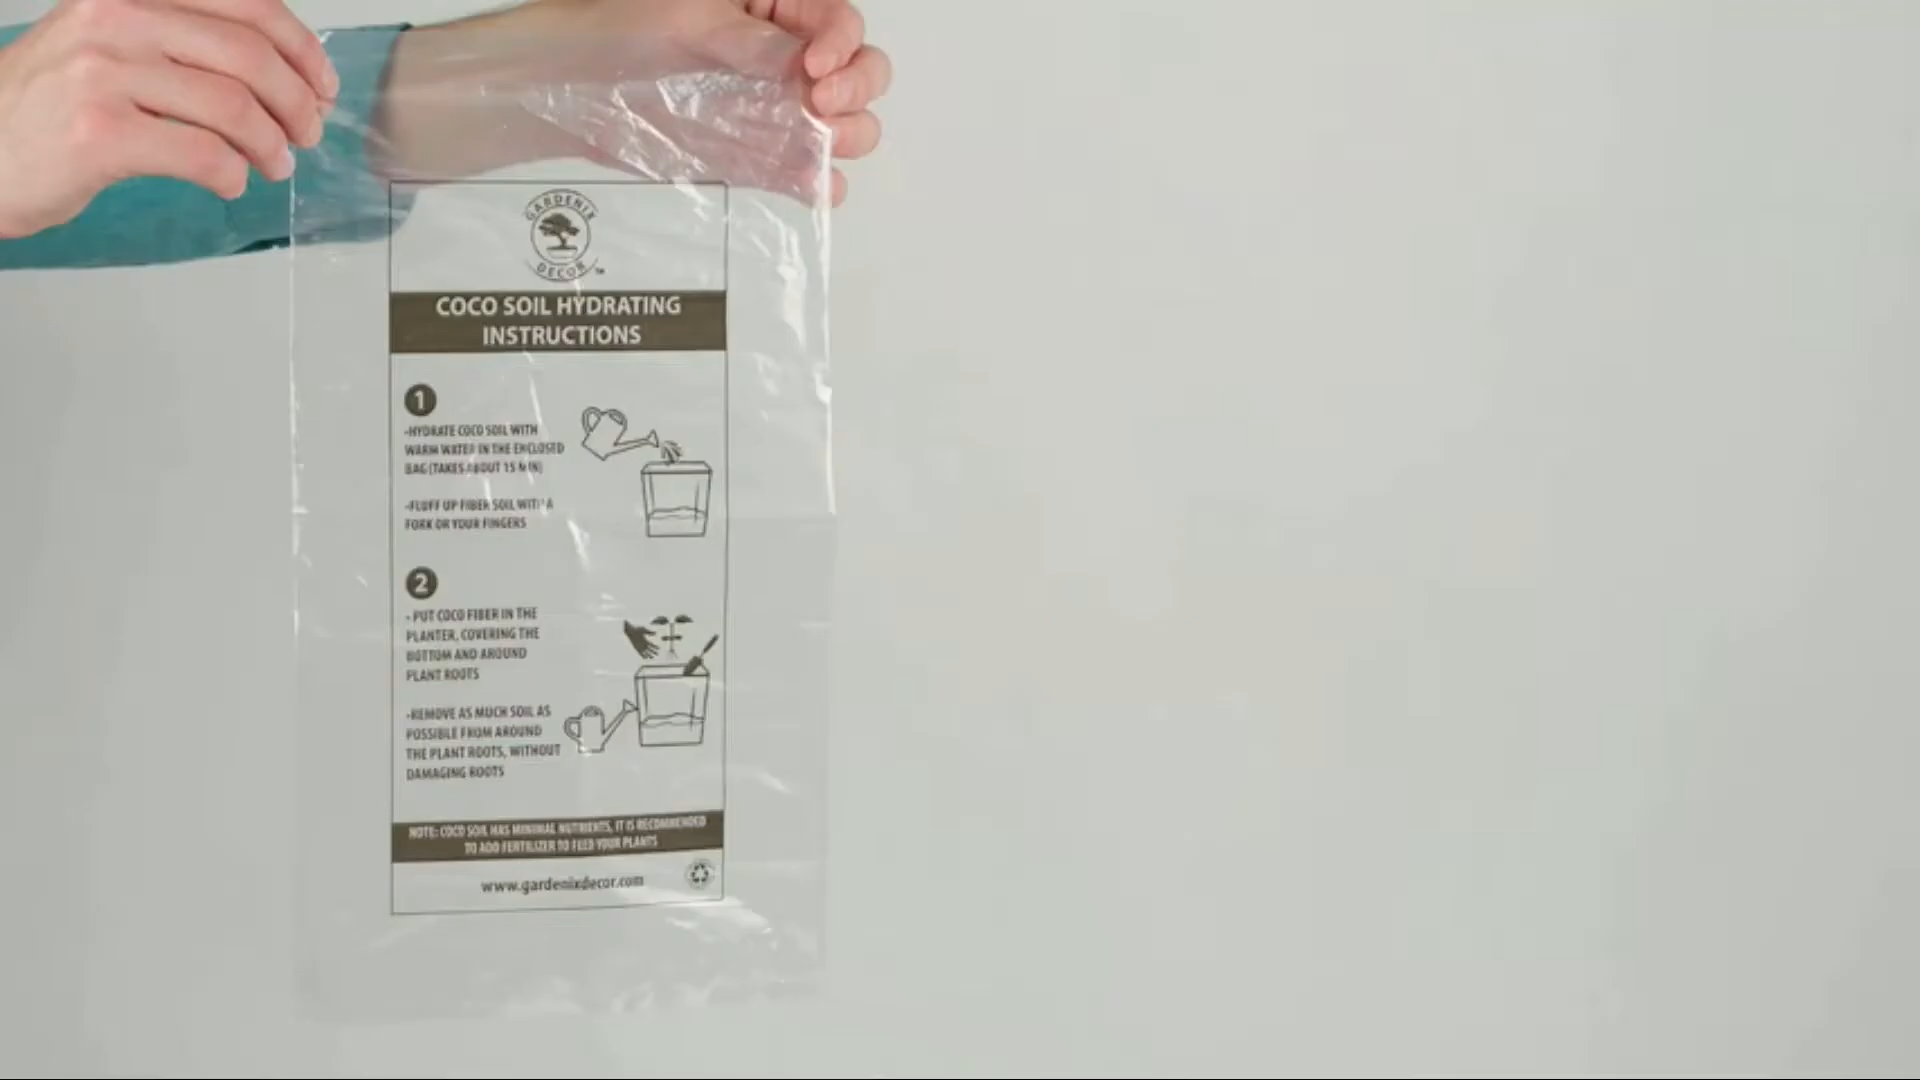 GARDENIX
DECOR ™
COCO SOIL HYDRATING
INSTRUCTIONS
1
-HYDRATE COCO SOIL WITH
WARM WATER IN THE ENCLOSED
BAG (TAKES ABOUT 15 MIN)
-FLUFF UP FIBER SOIL WITH A
FORK OR YOUR FINGERS
2
- PUT COCO FIBER IN THE
PLANTER, COVERING THE
BOTTOM AND AROUND
PLANT ROOTS
-REMOVE AS MUCH SOIL AS
POSSIBLE FROM AROUND
THE PLANT ROOTS, WITHOUT
DAMAGING ROOTS
NOTE: COCO SOIL HAS MINIMAL NUTRIENTS, IT IS RECOMMENDED
TO ADD FERTILIZER TO FEED YOUR PLANTS
www.gardenixdecor.com